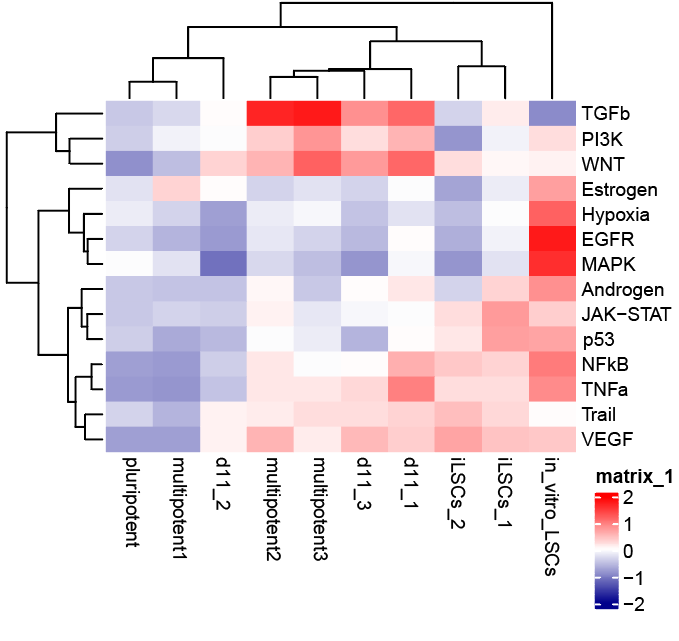 TGFb
PI3K
WNT
Estrogen
Hypoxia
EGFR
MAPK
Androgen
JAK−STAT
p53
NFkB
TNFa
Trail
VEGF
pluripotent
multipotent1
d11_2
multipotent2
multipotent3
d11_3
d11_1
iLSCs_2
iLSCs_1
in_vitro_LSCs
matrix_1
2
1
0
−1
−2